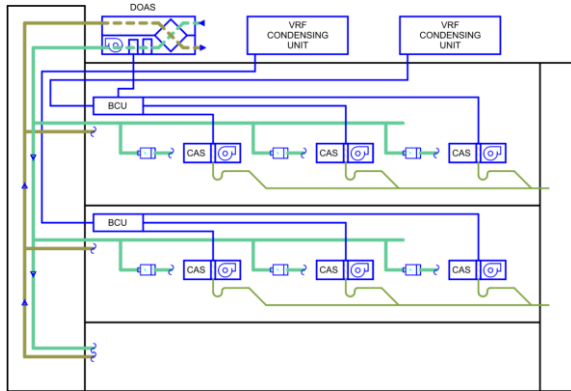 DOAS
VRF
CONDENSING
UNIT
VRF
CONDENSING
UNIT
BCU
CAS
CAS
CAS
BCU
CAS
CAS
CAS